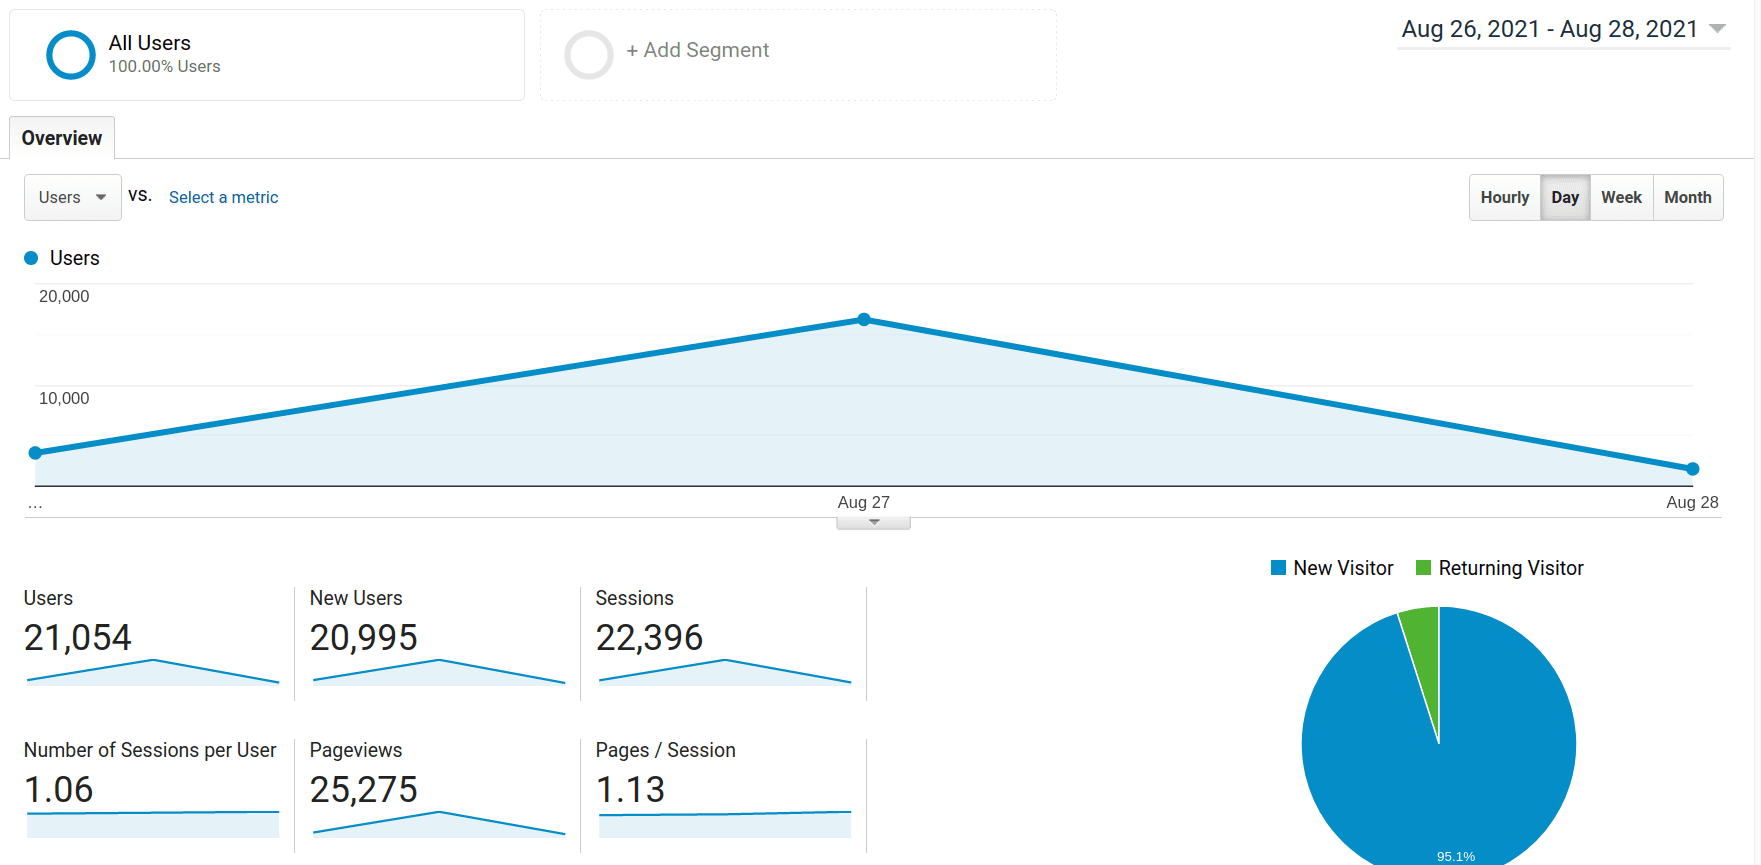 All Users
100.00% Users
+ Add Segment
Aug 26, 2021 - Aug 28, 2021
Overview
Users
VS.
Select a metric
Hourly
Day
Week
Month
Users
20,000
10,000
...
Aug 27
Aug 28
New Visitor
Returning Visitor
Users
21,054
New Users
20,995
Sessions
22,396
Number of Sessions per User
1.06
Pageviews
25,275
Pages / Session
1.13
95.1%